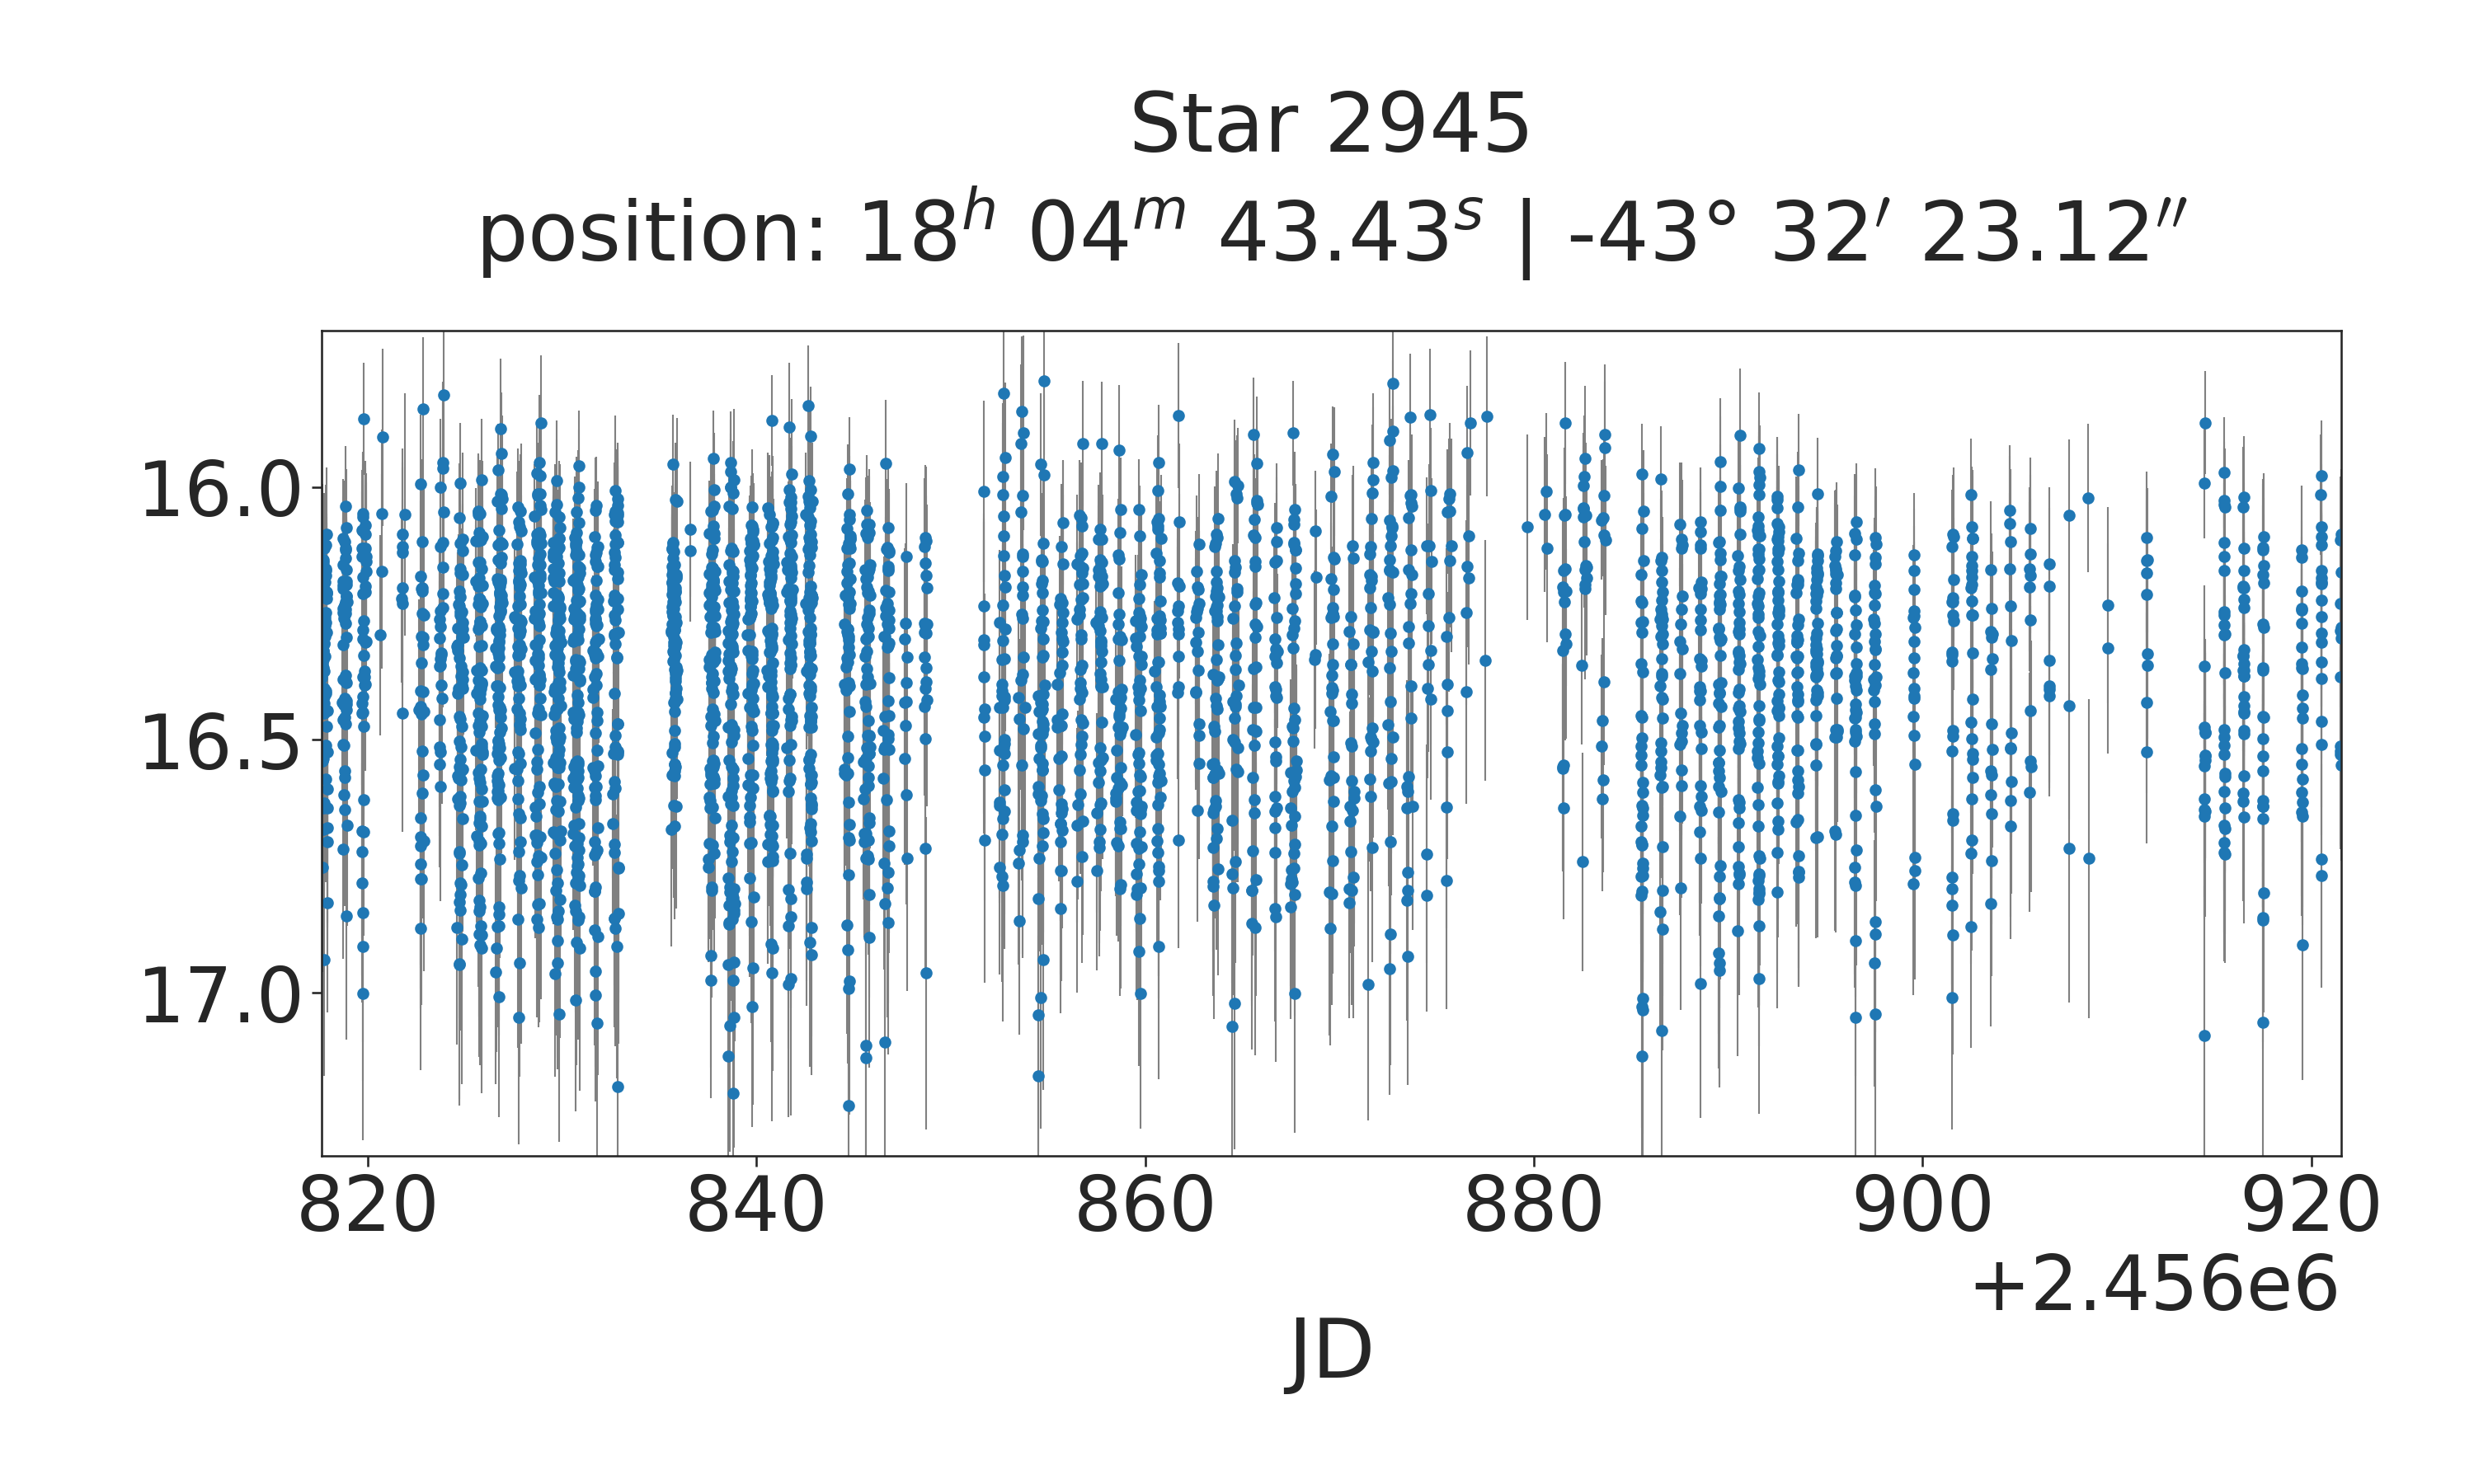 Star 2945
position: 18h 04m 43.43s | -43° 32′ 23.12′′
16.0
16.5
17.0
820 840 860 880 900 920
+2.456e6
JD